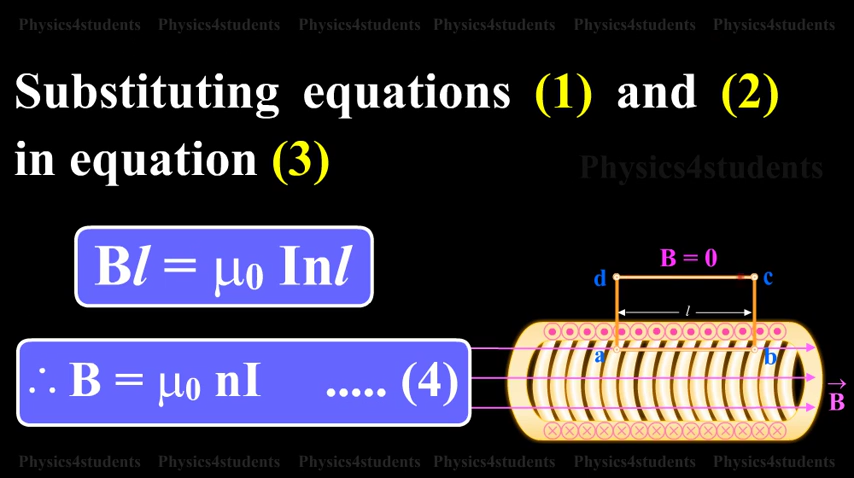 Physics4students Physics4students Physics4students Physics4students Physics4students Physics4students
Substituting equations (1) and (2)
in equation (3)
Physics4students
Bl = μ₀ Inl
∴ B = μ₀ nI ..... (4)
B = 0
d c
l
a b
B⃗
Physics4students Physics4students Physics4students Physics4students Physics4students Physics4students